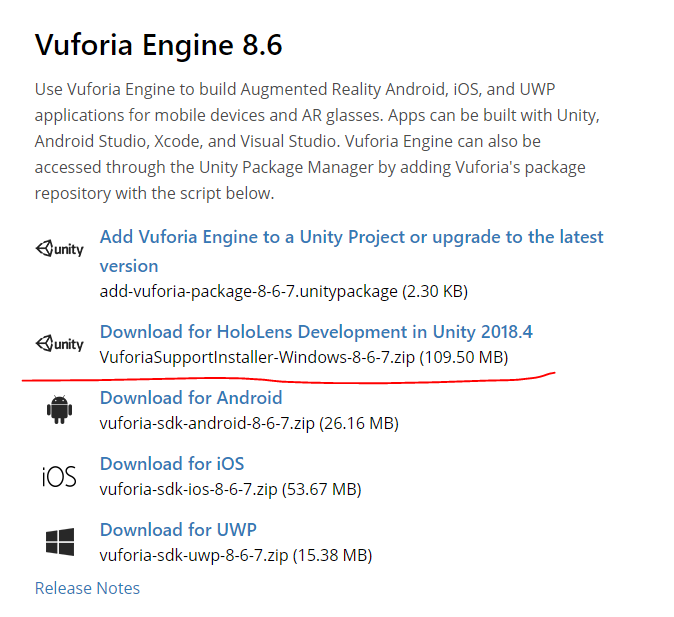 Vuforia Engine 8.6
Use Vuforia Engine to build Augmented Reality Android, iOS, and UWP
applications for mobile devices and AR glasses. Apps can be built with Unity,
Android Studio, Xcode, and Visual Studio. Vuforia Engine can also be
accessed through the Unity Package Manager by adding Vuforia's package
repository with the script below.
unity
Add Vuforia Engine to a Unity Project or upgrade to the latest
version
add-vuforia-package-8-6-7.unitypackage (2.30 KB)
unity
Download for HoloLens Development in Unity 2018.4
VuforiaSupportInstaller-Windows-8-6-7.zip (109.50 MB)
Download for Android
vuforia-sdk-android-8-6-7.zip (26.16 MB)
iOS
Download for iOS
vuforia-sdk-ios-8-6-7.zip (53.67 MB)
Download for UWP
vuforia-sdk-uwp-8-6-7.zip (15.38 MB)
Release Notes